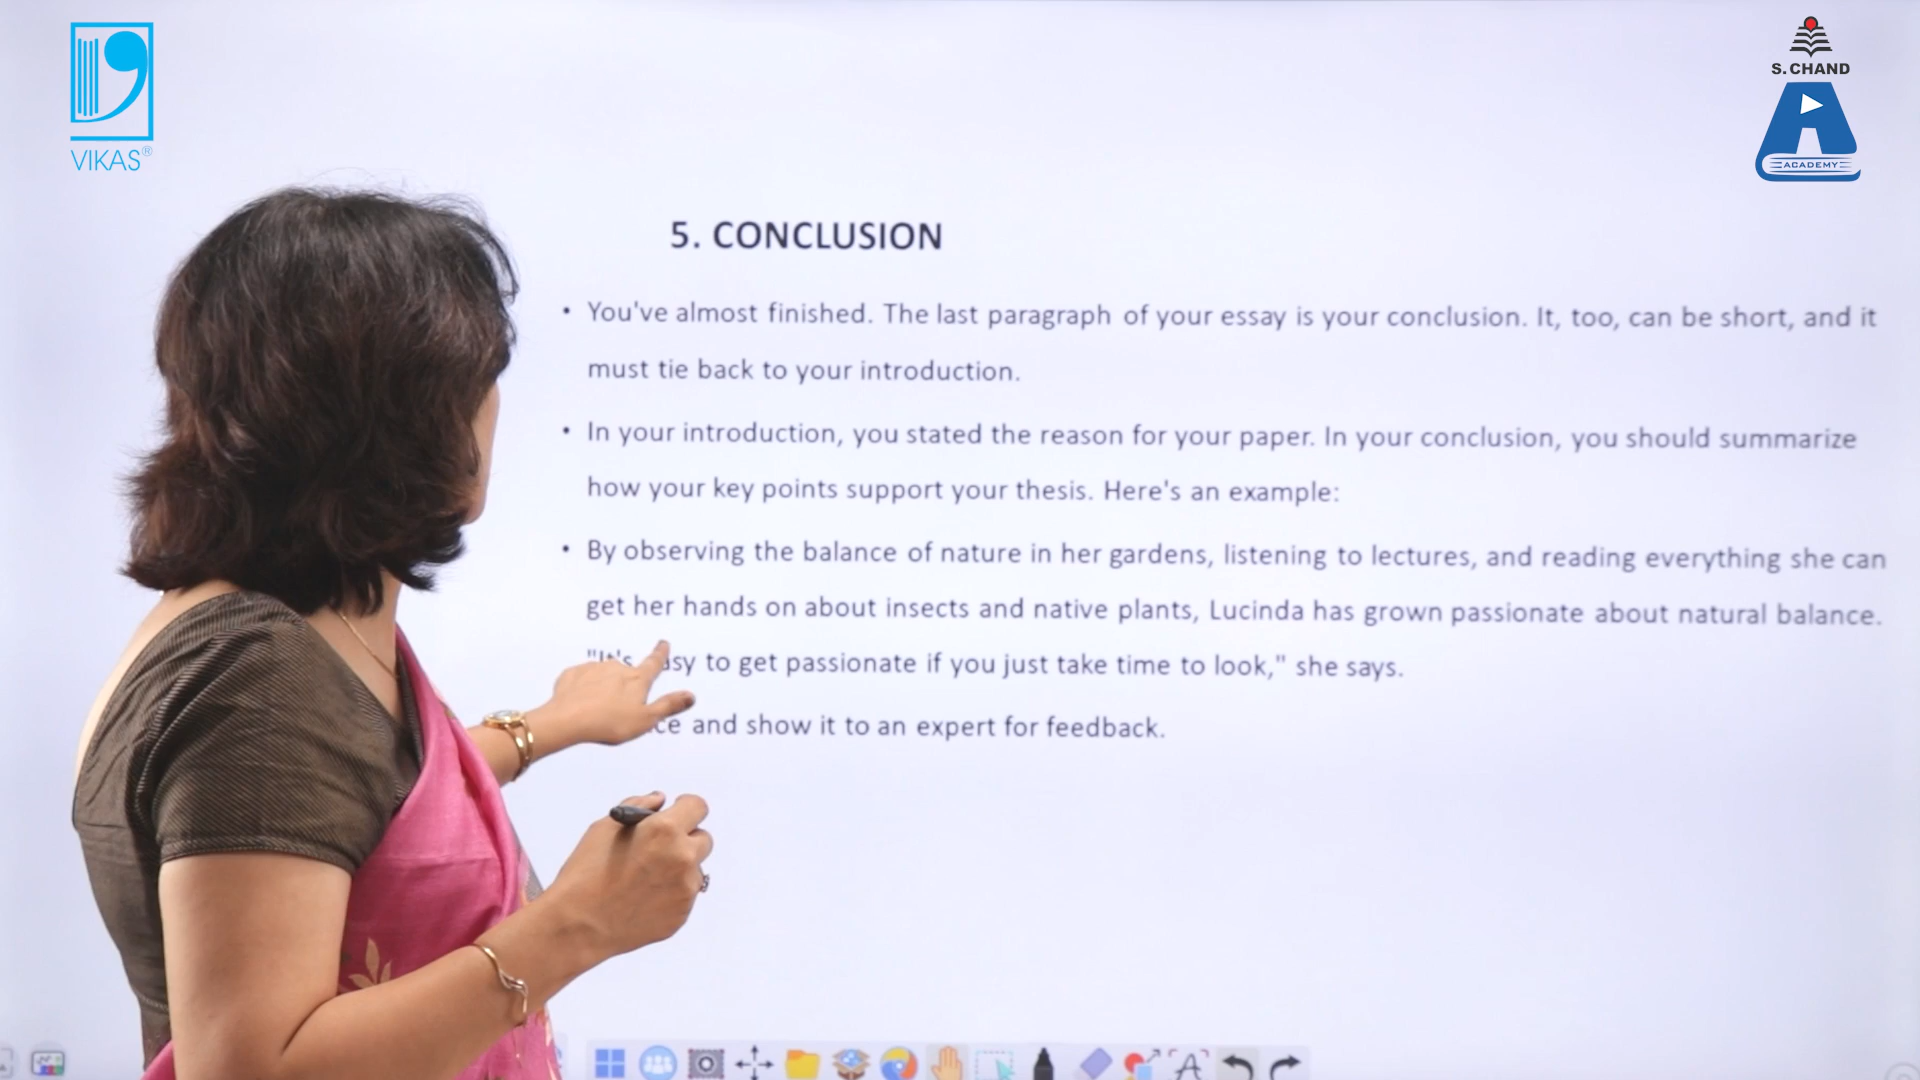 VIKAS®
S. CHAND
ACADEMY
5. CONCLUSION
• You've almost finished. The last paragraph of your essay is your conclusion. It, too, can be short, and it
must tie back to your introduction.
• In your introduction, you stated the reason for your paper. In your conclusion, you should summarize
how your key points support your thesis. Here's an example:
• By observing the balance of nature in her gardens, listening to lectures, and reading everything she can
get her hands on about insects and native plants, Lucinda has grown passionate about natural balance.
"It's to get passionate if you just take time to look," she says.
and show it to an expert for feedback.